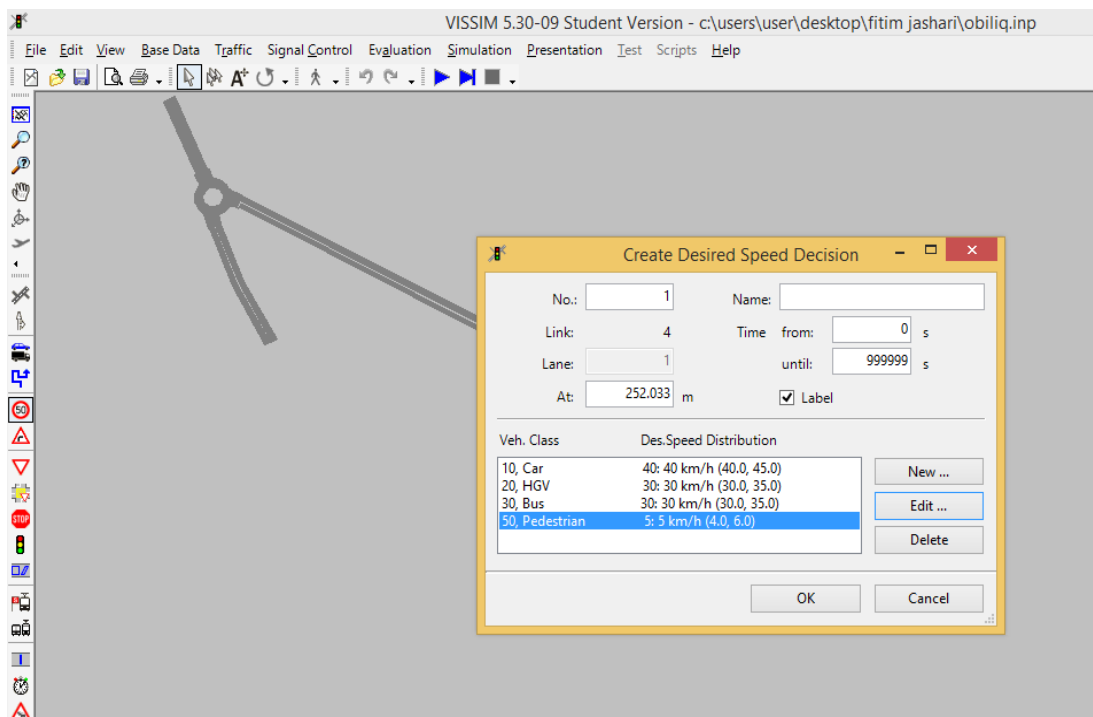 VISSIM 5.30-09 Student Version - c:\users\user\desktop\fitim jashari\obiliq.inp
File Edit View Base Data Traffic Signal Control Evaluation Simulation Presentation Test Scripts Help
Create Desired Speed Decision
No.: 1 Name:
Link: 4 Time from: 0 s
Lane: 1 until: 999999 s
At: 252.033 m Label
Veh. Class Des.Speed Distribution
10, Car 40: 40 km/h (40.0, 45.0)
20, HGV 30: 30 km/h (30.0, 35.0)
30, Bus 30: 30 km/h (30.0, 35.0)
50, Pedestrian 5: 5 km/h (4.0, 6.0)
New ...
Edit ...
Delete
OK Cancel
50
STOP